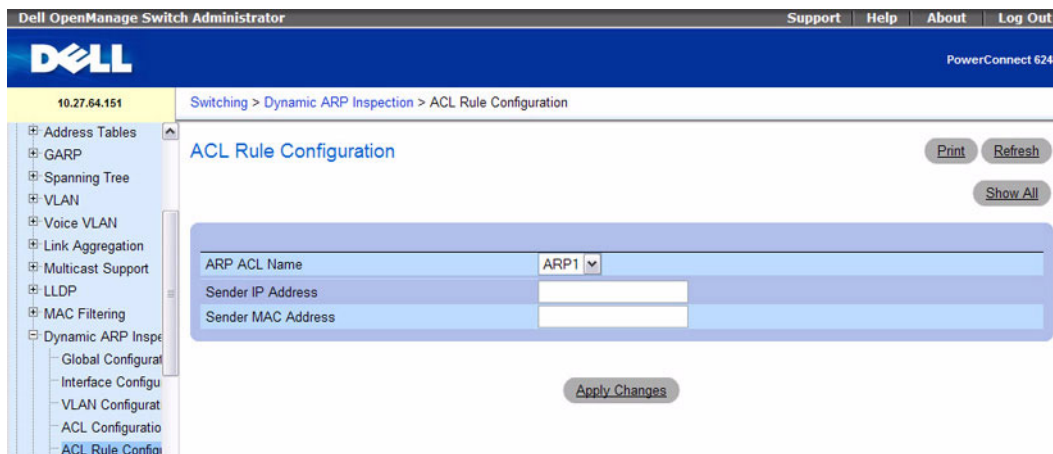 Dell OpenManage Switch Administrator
Support Help About Log Out
DELL
PowerConnect 624
10.27.64.151
Switching > Dynamic ARP Inspection > ACL Rule Configuration
Address Tables
GARP
Spanning Tree
VLAN
Voice VLAN
Link Aggregation
Multicast Support
LLDP
MAC Filtering
Dynamic ARP Inspe
Global Configurat
Interface Configu
VLAN Configurat
ACL Configuratio
ACL Rule Config
ACL Rule Configuration
Print Refresh
Show All
ARP ACL Name ARP1
Sender IP Address
Sender MAC Address
Apply Changes